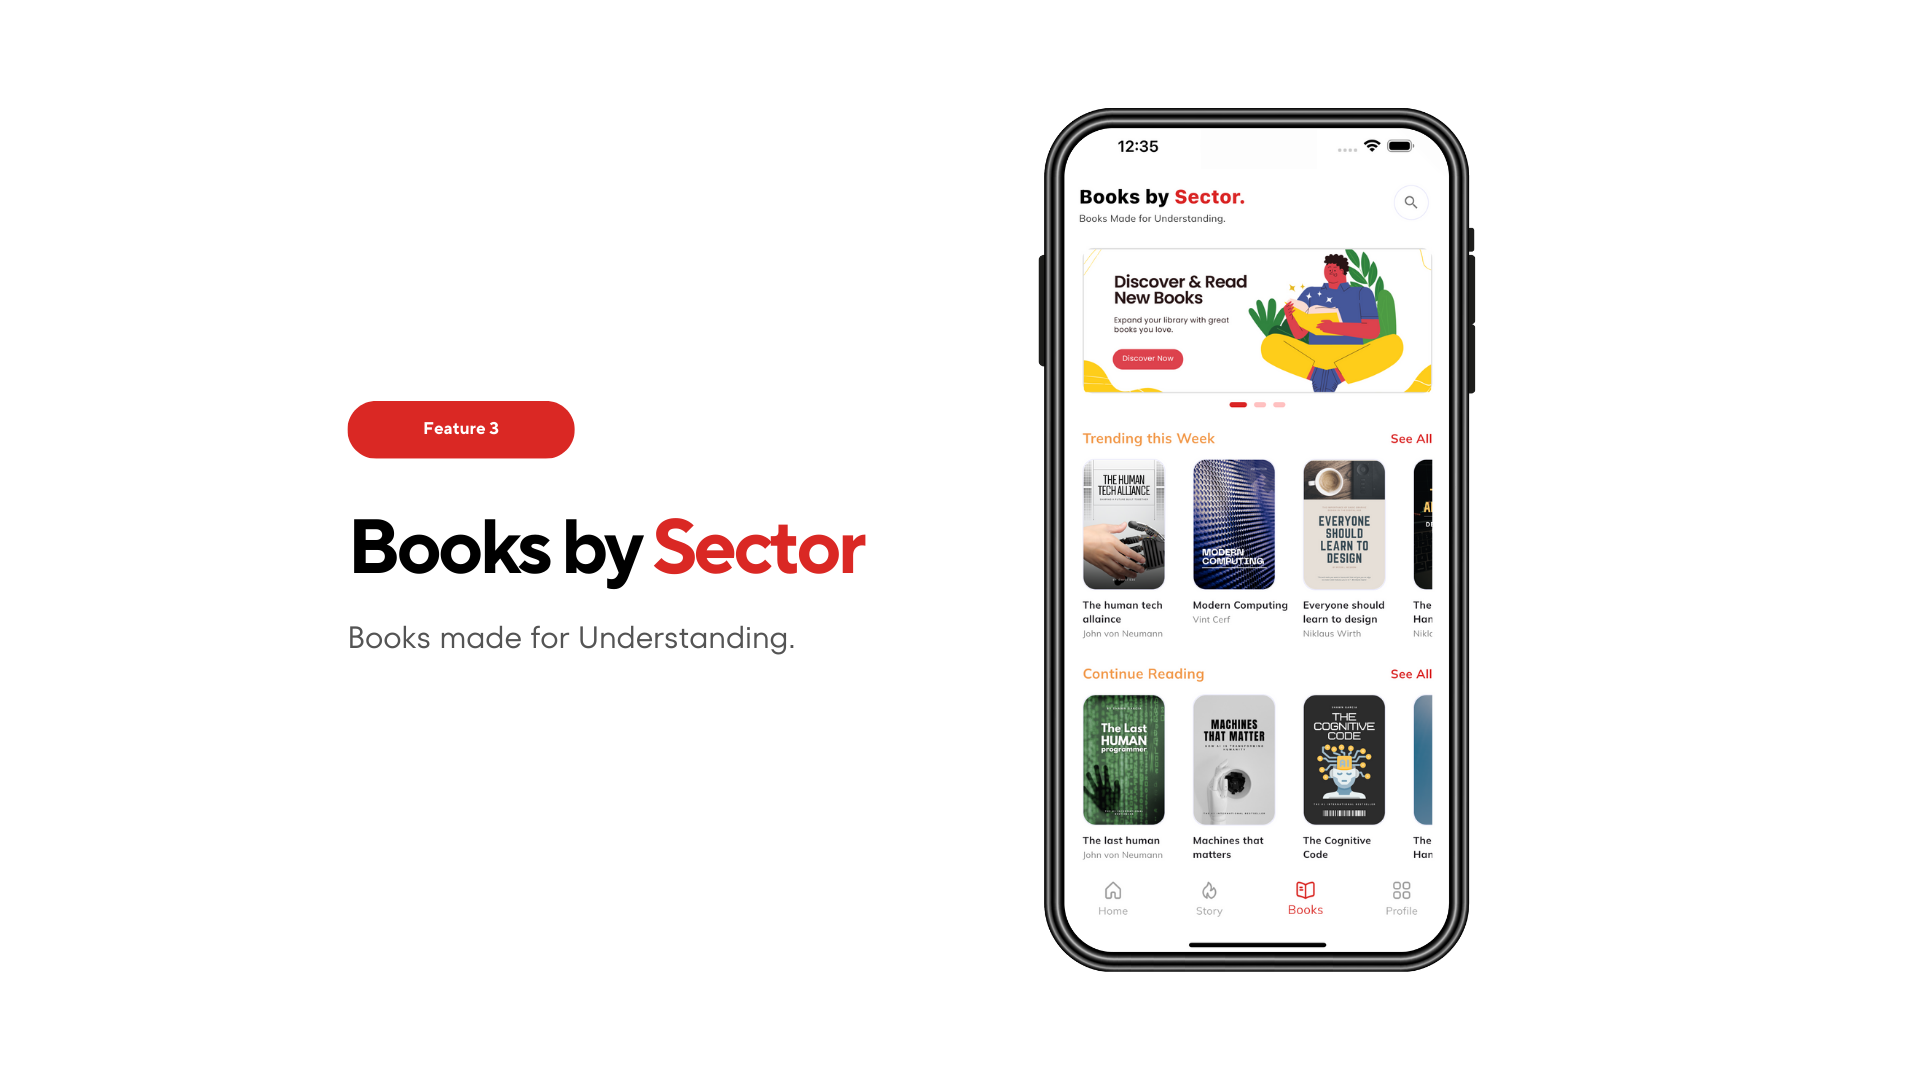 Feature 3
Books by Sector
Books made for Understanding.
12:35
Books by Sector.
Books Made for Understanding.
Discover & Read
New Books
Expand your library with great
books you love.
Discover Now
Trending this Week
See All
THE HUMAN
TECH ALLIANCE
MODERN
COMPUTING
EVERYONE
SHOULD
LEARN TO
DESIGN
The human tech
allaince
John von Neumann
Modern Computing
Vint Cerf
Everyone should
learn to design
Niklaus Wirth
The
Han
Nikl
Continue Reading
See All
The Last
HUMAN
programmer
MACHINES
THAT MATTER
HOW AI IS TRANSFORMING
HUMANITY
THE
COGNITIVE
CODE
The last human
John von Neumann
Machines that
matters
The Cognitive
Code
The
Han
Home
Story
Books
Profile